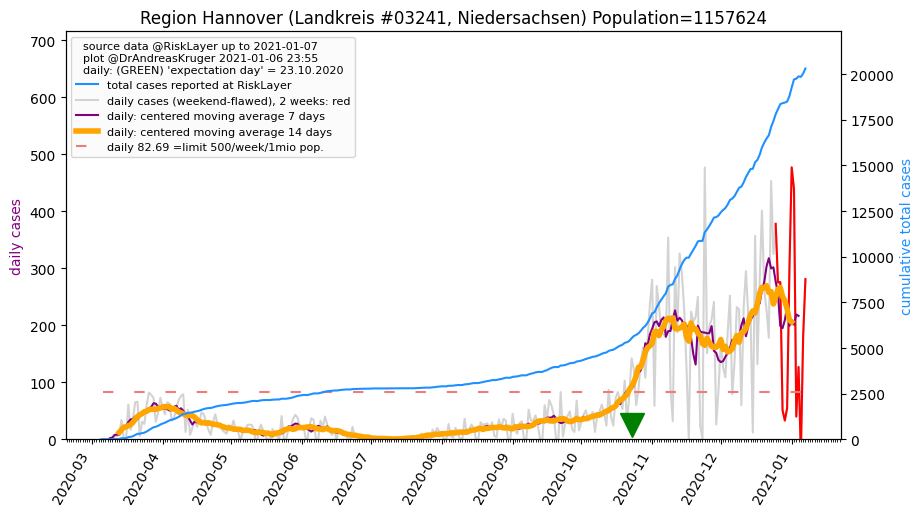 Region Hannover (Landkreis #03241, Niedersachsen) Population=1157624
source data @RiskLayer up to 2021-01-07
plot @DrAndreasKruger 2021-01-06 23:55
daily: (GREEN) 'expectation day' = 23.10.2020
total cases reported at RiskLayer
daily cases (weekend-flawed), 2 weeks: red
daily: centered moving average 7 days
daily: centered moving average 14 days
daily 82.69 =limit 500/week/1mio pop.
daily cases
700
600
500
400
300
200
100
0
cumulative total cases
20000
17500
15000
12500
10000
7500
5000
2500
0
2020-03
2020-04
2020-05
2020-06
2020-07
2020-08
2020-09
2020-10
2020-11
2020-12
2021-01